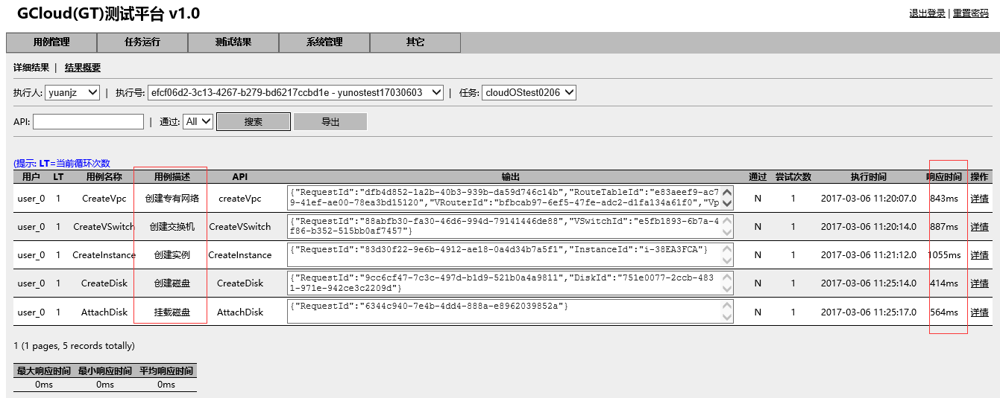 GCloud(GT)测试平台 v1.0
退出登录 | 重置密码
用例管理 任务运行 测试结果 系统管理 其它
详细结果 | 结果概要
执行人: yuanjz | 执行号: efcf06d2-3c13-4267-b279-bd6217ccbd1e - yunostest17030603 | 任务: cloudOStest0206
API: | 通过: All 搜索 导出
(提示: LT=当前循环次数
用户 LT 用例名称 用例描述 API 输出 通过 尝试次数 执行时间 响应时间 操作
user_0 1 CreateVpc 创建专有网络 createVpc {"RequestId":"dfb4d852-1a2b-40b3-939b-da59d746c14b","RouteTableId":"e83aeef9-ac7 N 1 2017-03-06 11:20:07.0 843ms 详情
9-41ef-ae00-78ea3bd15120","VRouterId":"bfbcab97-6ef5-47fe-adc2-d1fa134a61f0","Vp
user_0 1 CreateVSwitch 创建交换机 CreateVSwitch {"RequestId":"88abfb30-fa30-46d6-994d-79141446de88","VSwitchId":"e5fb1893-6b7a-4 N 1 2017-03-06 11:20:14.0 887ms 详情
f86-b352-515bb0af7457"}
user_0 1 CreateInstance 创建实例 CreateInstance {"RequestId":"83d30f22-9e6b-4912-ae18-0a4d34b7a5f1","InstanceId":"i-38EA3FCA"} N 1 2017-03-06 11:21:12.0 1055ms 详情
user_0 1 CreateDisk 创建磁盘 CreateDisk {"RequestId":"9cc6cf47-7c3c-497d-b1d9-521b0a4a9811","DiskId":"751e0077-2ccb-483 N 1 2017-03-06 11:25:14.0 414ms 详情
1-971e-942ce3c2209d"}
user_0 1 AttachDisk 挂载磁盘 AttachDisk {"RequestId":"6344c940-7e4b-4dd4-888a-e8962039852a"} N 1 2017-03-06 11:25:17.0 564ms 详情
1 (1 pages, 5 records totally)
最大响应时间 最小响应时间 平均响应时间
0ms 0ms 0ms